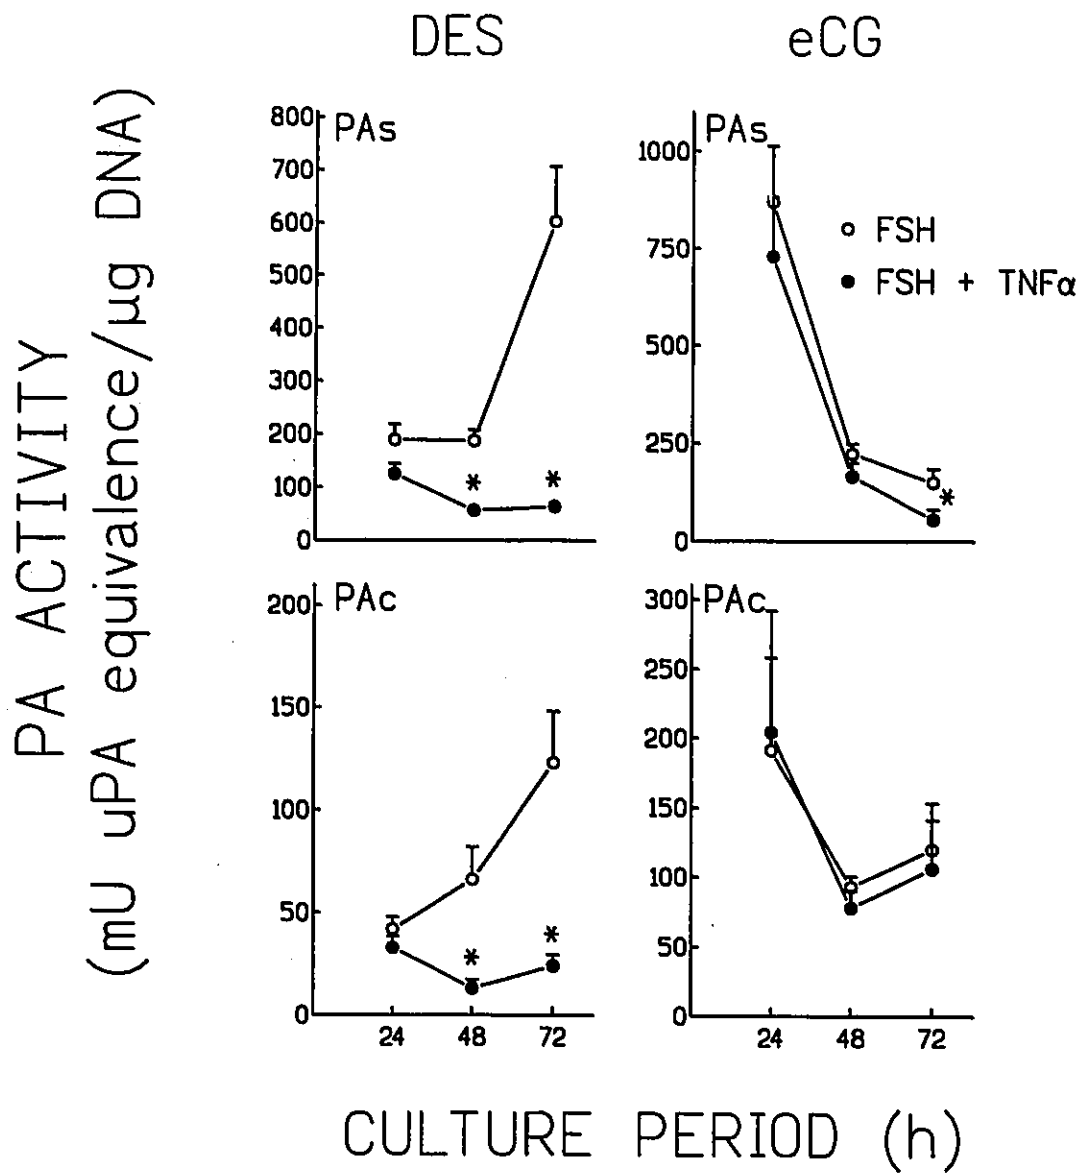 DES
eCG
PA ACTIVITY
(mU uPA equivalence/µg DNA)
PAs
800
700
600
500
400
300
200
100
0
*
*
PAs
1000
750
500
250
0
*
FSH
FSH + TNFα
PAc
200
150
100
50
0
*
*
24 48 72
PAc
300
250
200
150
100
50
0
24 48 72
CULTURE PERIOD (h)